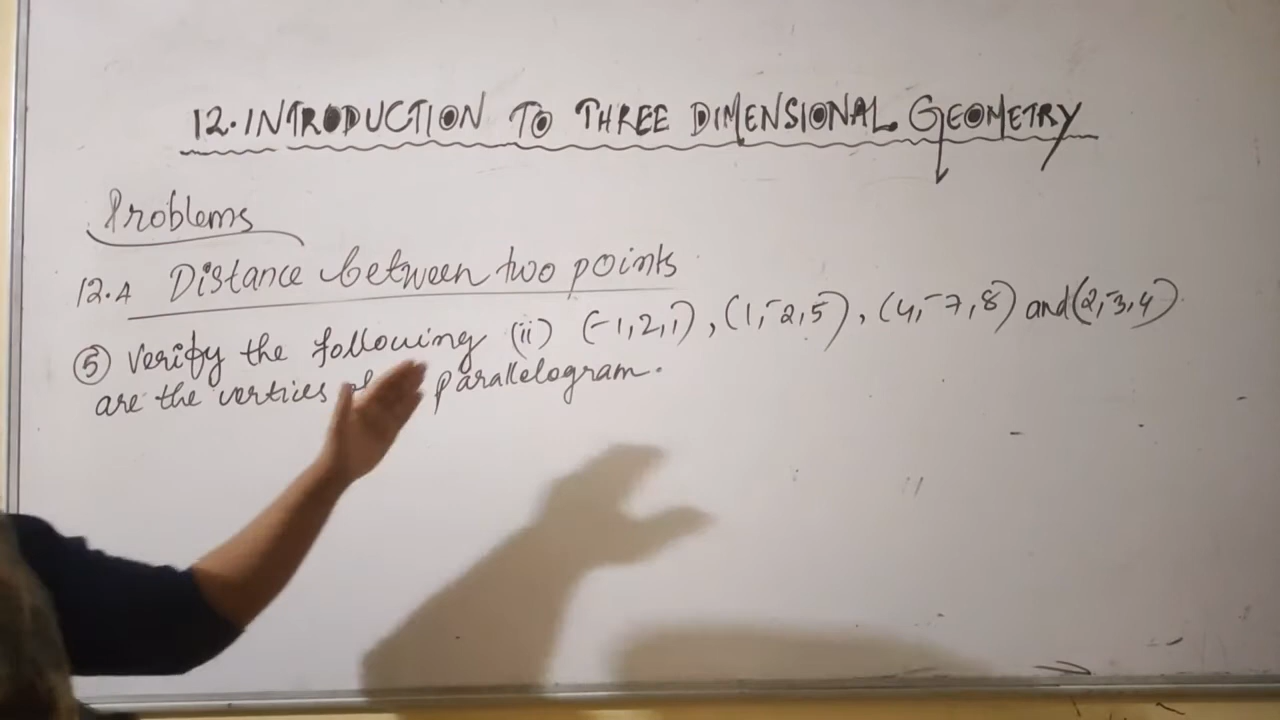 12. INTRODUCTION TO THREE DIMENSIONAL GEOMETRY
Problems
12.4 Distance between two points
⑤ Verify the following (ii) (-1,2,1), (1,-2,5), (4,-7,8) and (2,-3,4)
are the vertices parallelogram.